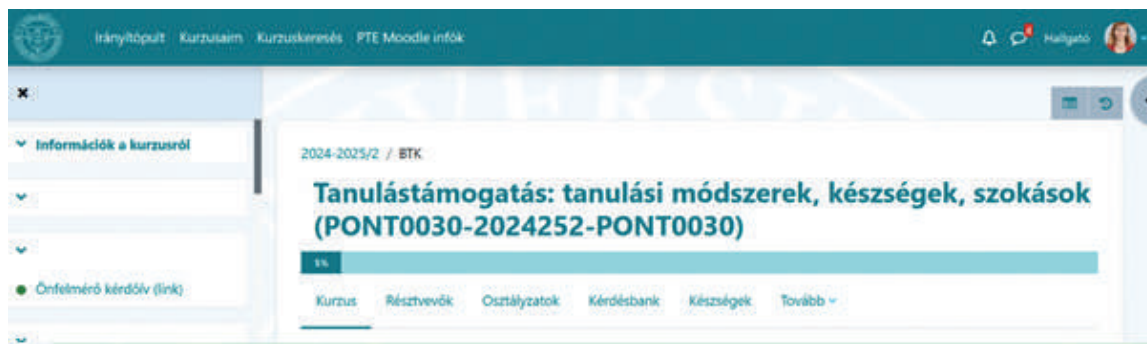 Irányítópult Kurzusaim Kurzuskeresés PTE Moodle infók Hallgató
Információk a kurzusról
Önfelmérő kérdőív (link)
2024-2025/2 / BTK
Tanulástámogatás: tanulási módszerek, készségek, szokások
(PONT0030-2024252-PONT0030)
5%
Kurzus Résztvevők Osztályzatok Kérdésbank Készségek Tovább